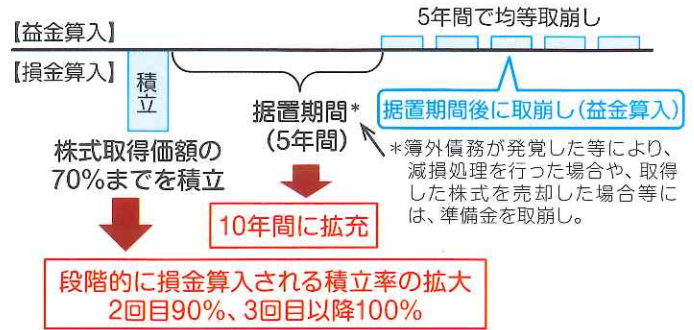 5年間で均等取崩し
【益金算入】
【損金算入】
積立
据置期間*
(5年間)
据置期間後に取崩し(益金算入)
株式取得価額の
70%までを積立
*簿外債務が発覚した等により、
減損処理を行った場合や、取得
した株式を売却した場合等に
は、準備金を取崩し。
10年間に拡充
段階的に損金算入される積立率の拡大
2回目90%、3回目以降100%